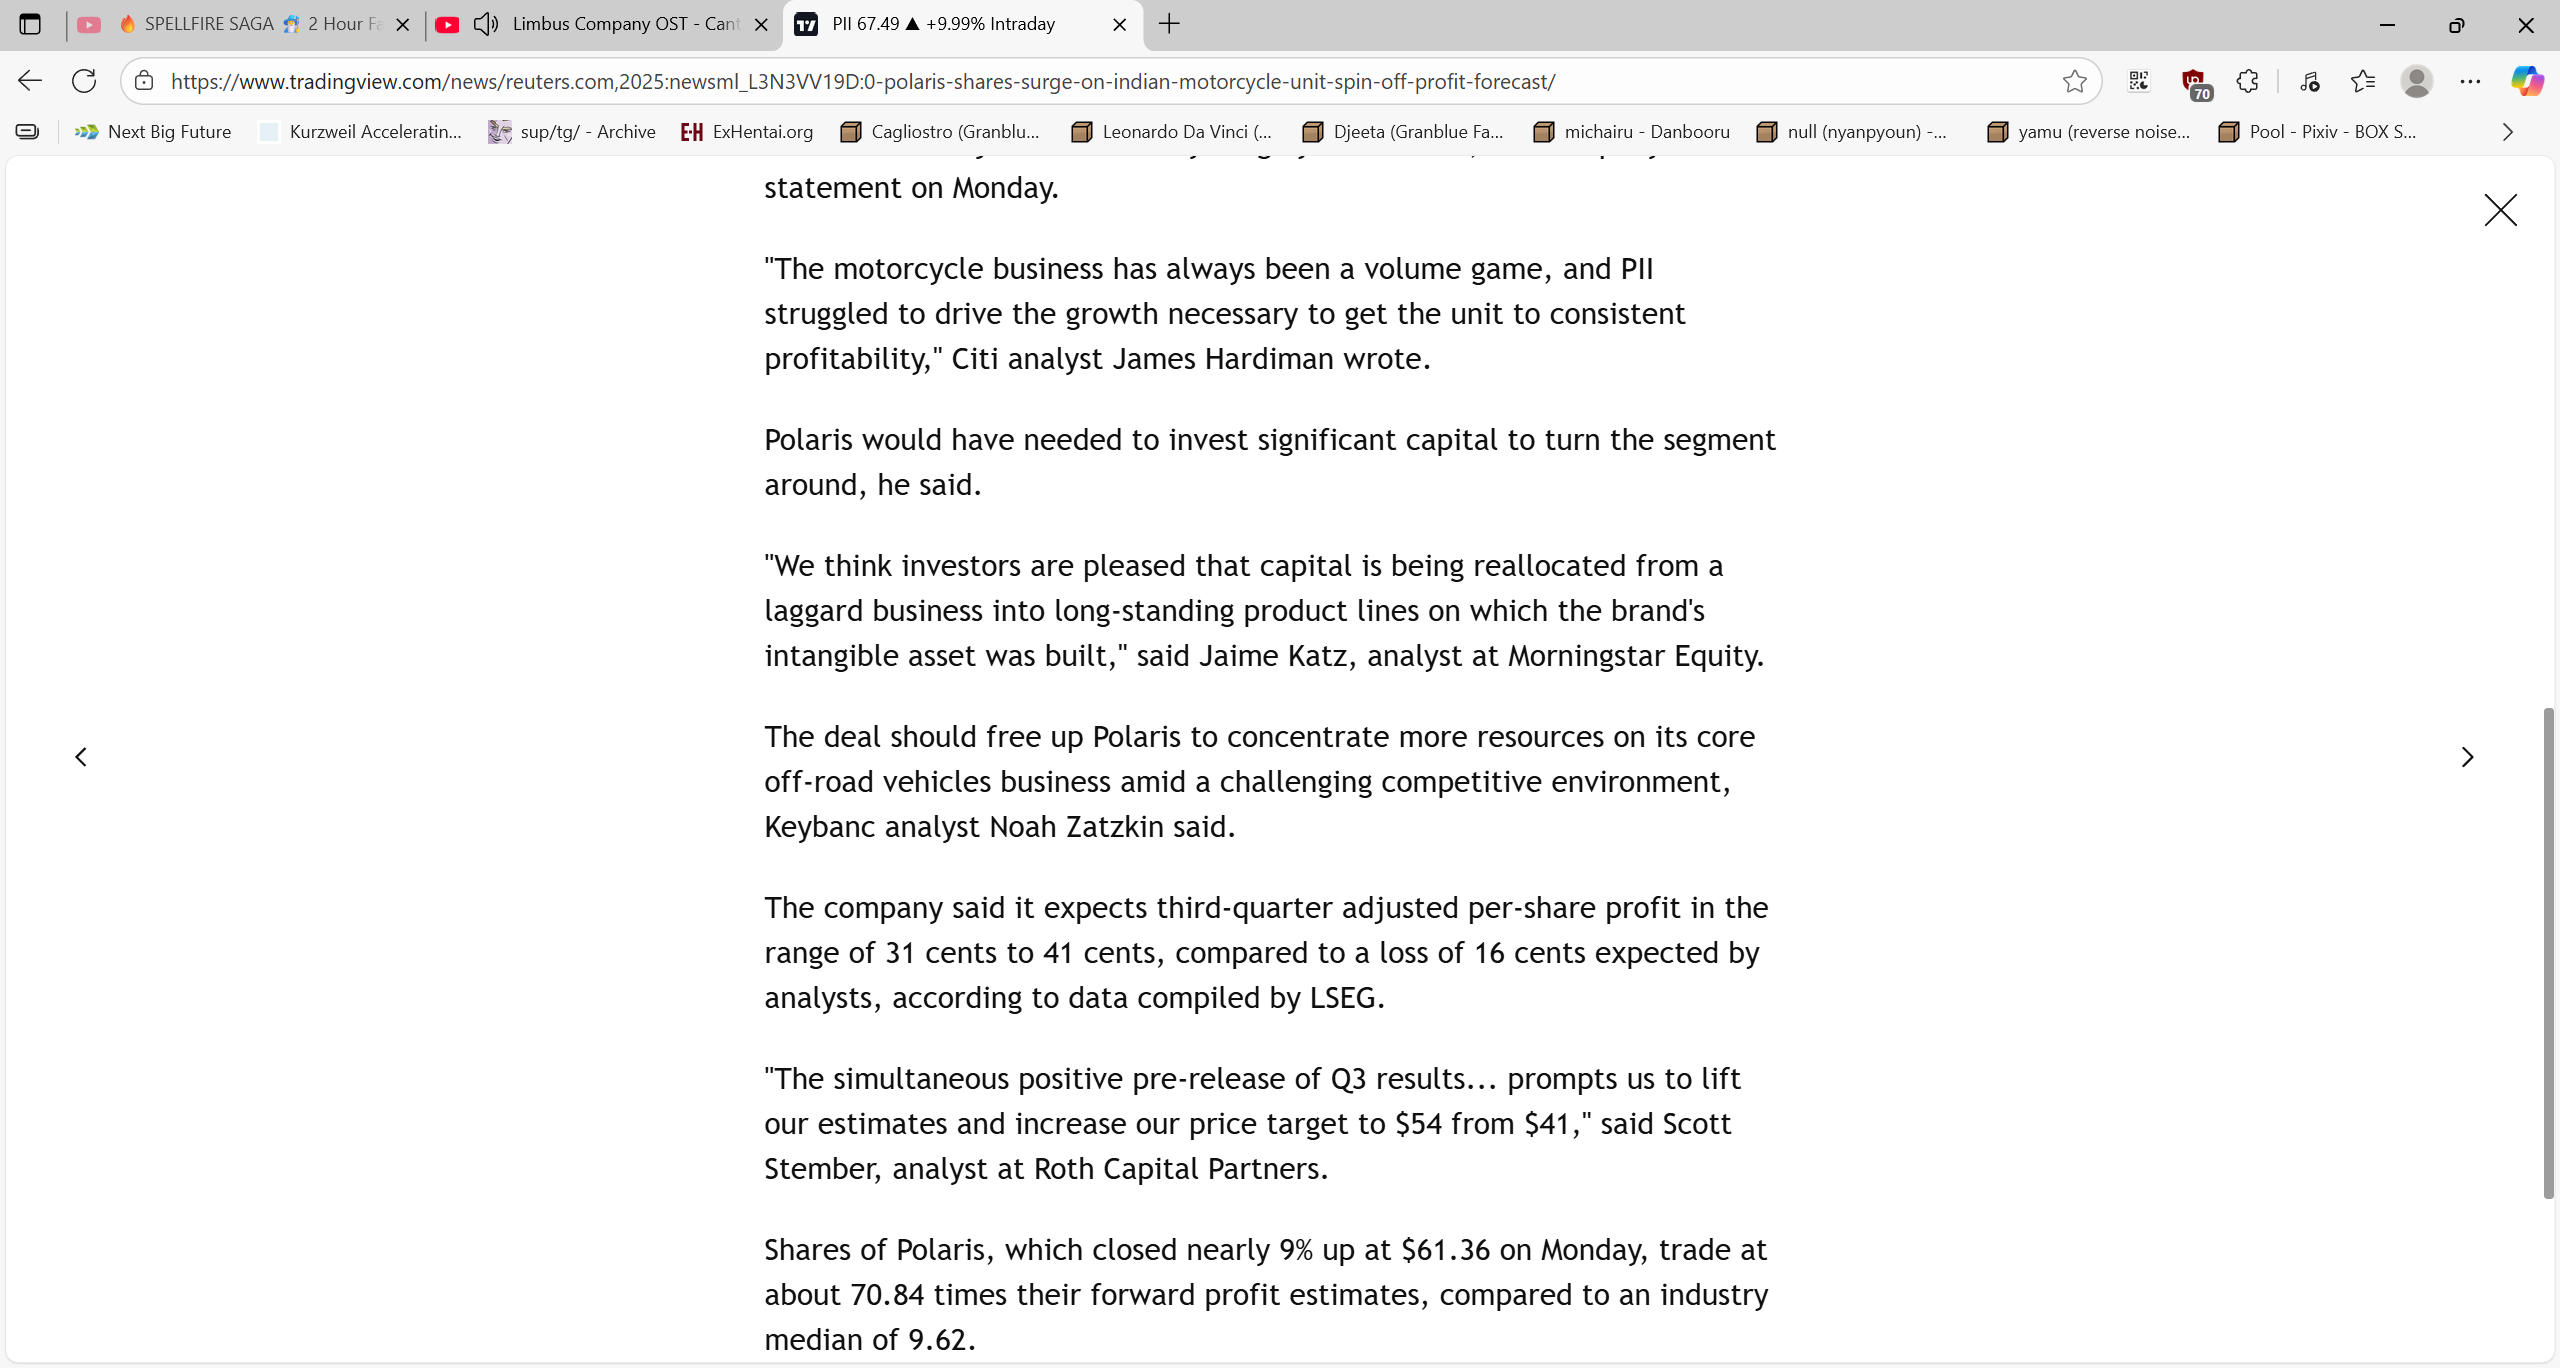 SPELLFIRE SAGA 2 Hour Fa
Limbus Company OST - Cant
PII 67.49 ▲ +9.99% Intraday
https://www.tradingview.com/news/reuters.com,2025:newsml_L3N3VV19D:0-polaris-shares-surge-on-indian-motorcycle-unit-spin-off-profit-forecast/
70
Next Big Future
Kurzweil Acceleratin...
sup/tg/ - Archive
E-H ExHentai.org
Cagliostro (Granblu...
Leonardo Da Vinci (...
Djeeta (Granblue Fa...
michairu - Danbooru
null (nyanpyoun) -...
yamu (reverse noise...
Pool - Pixiv - BOX S...
statement on Monday.
"The motorcycle business has always been a volume game, and PII
struggled to drive the growth necessary to get the unit to consistent
profitability," Citi analyst James Hardiman wrote.
Polaris would have needed to invest significant capital to turn the segment
around, he said.
"We think investors are pleased that capital is being reallocated from a
laggard business into long-standing product lines on which the brand's
intangible asset was built," said Jaime Katz, analyst at Morningstar Equity.
The deal should free up Polaris to concentrate more resources on its core
off-road vehicles business amid a challenging competitive environment,
Keybanc analyst Noah Zatzkin said.
The company said it expects third-quarter adjusted per-share profit in the
range of 31 cents to 41 cents, compared to a loss of 16 cents expected by
analysts, according to data compiled by LSEG.
"The simultaneous positive pre-release of Q3 results... prompts us to lift
our estimates and increase our price target to $54 from $41," said Scott
Stember, analyst at Roth Capital Partners.
Shares of Polaris, which closed nearly 9% up at $61.36 on Monday, trade at
about 70.84 times their forward profit estimates, compared to an industry
median of 9.62.